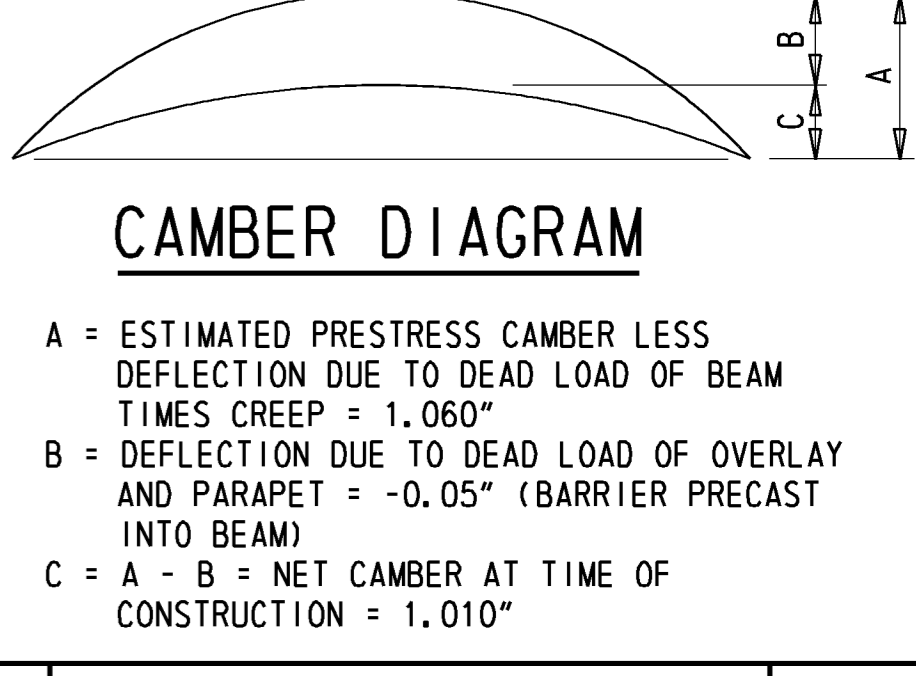 B
A
C
CAMBER DIAGRAM
A = ESTIMATED PRESTRESS CAMBER LESS
DEFLECTION DUE TO DEAD LOAD OF BEAM
TIMES CREEP = 1.060"
B = DEFLECTION DUE TO DEAD LOAD OF OVERLAY
AND PARAPET = -0.05" (BARRIER PRECAST
INTO BEAM)
C = A - B = NET CAMBER AT TIME OF
CONSTRUCTION = 1.010"